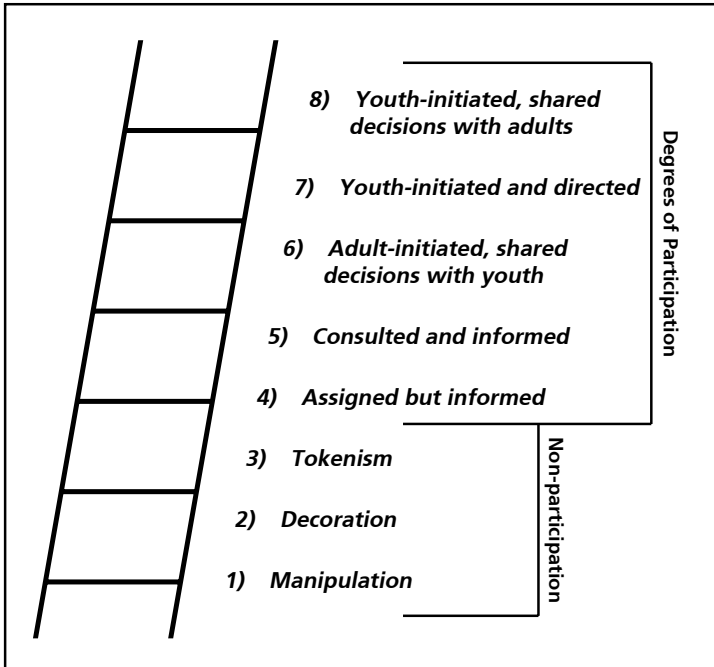 8) Youth-initiated, shared
decisions with adults
7) Youth-initiated and directed
6) Adult-initiated, shared
decisions with youth
5) Consulted and informed
4) Assigned but informed
3) Tokenism
2) Decoration
1) Manipulation
Degrees of Participation
Non-participation